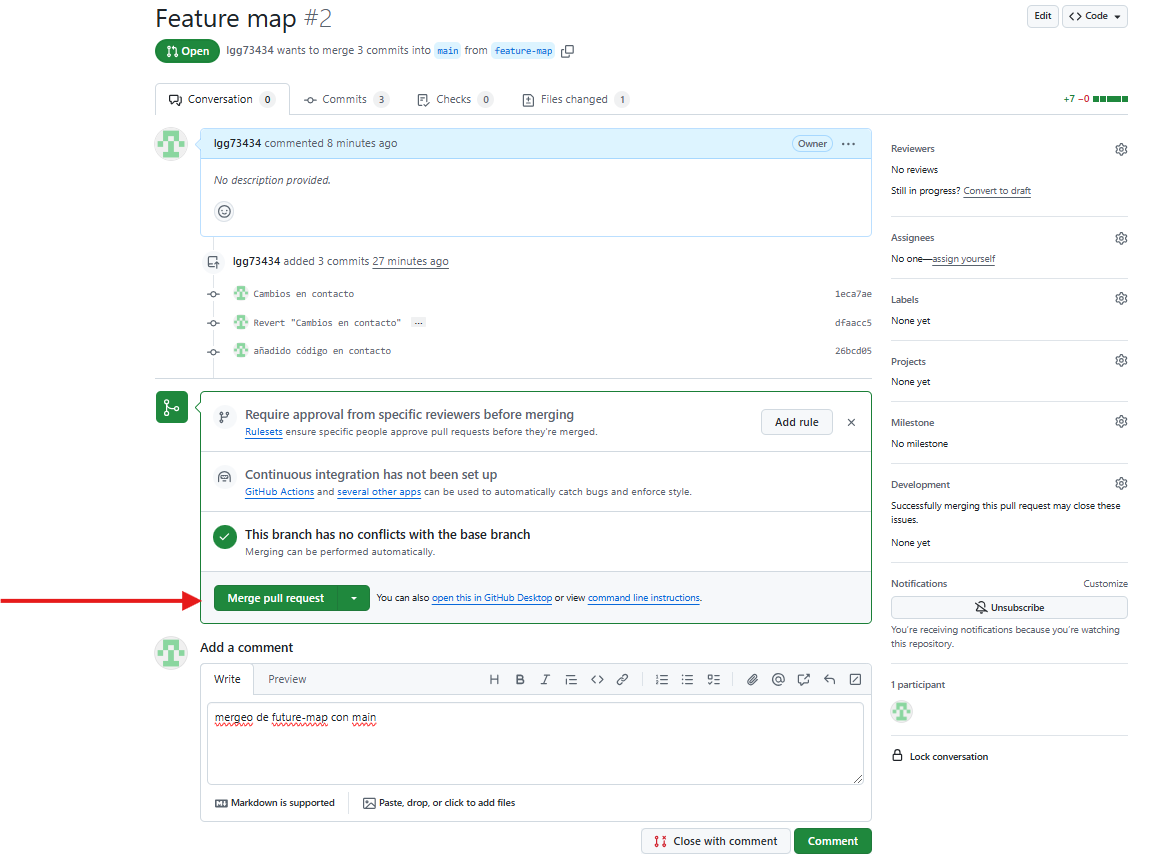 Feature map #2
Edit
Code
Open
lgg73434 wants to merge 3 commits into main from feature-map
Conversation 0
Commits 3
Checks 0
Files changed 1
+7 −0
lgg73434 commented 8 minutes ago
Owner
No description provided.
lgg73434 added 3 commits 27 minutes ago
Cambios en contacto
1eca7ae
Revert "Cambios en contacto" ...
dfaacc5
añadido código en contacto
26bcd05
Require approval from specific reviewers before merging
Rulesets ensure specific people approve pull requests before they're merged.
Add rule
Continuous integration has not been set up
GitHub Actions and several other apps can be used to automatically catch bugs and enforce style.
This branch has no conflicts with the base branch
Merging can be performed automatically.
Merge pull request
You can also open this in GitHub Desktop or view command line instructions.
Add a comment
Write
Preview
mergeo de future-map con main
Markdown is supported
Paste, drop, or click to add files
Close with comment
Comment
Reviewers
No reviews
Still in progress? Convert to draft
Assignees
No one—assign yourself
Labels
None yet
Projects
None yet
Milestone
No milestone
Development
Successfully merging this pull request may close these
issues.
None yet
Notifications
Customize
Unsubscribe
You're receiving notifications because you're watching
this repository.
1 participant
Lock conversation